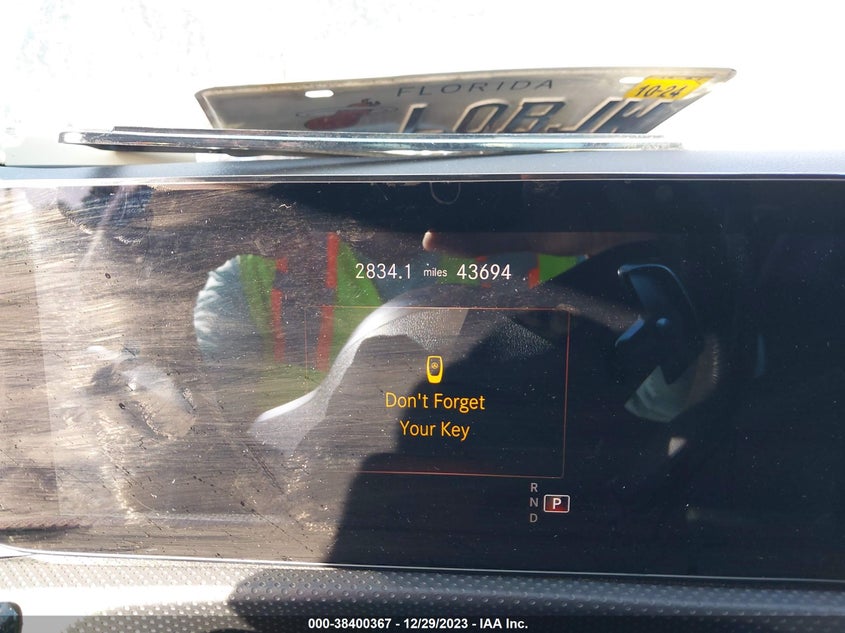 FLORIDA
10-24
2834.1 miles 43694
Don't Forget
Your Key
R
N P
D
000-38400367 - 12/29/2023 - IAA Inc.